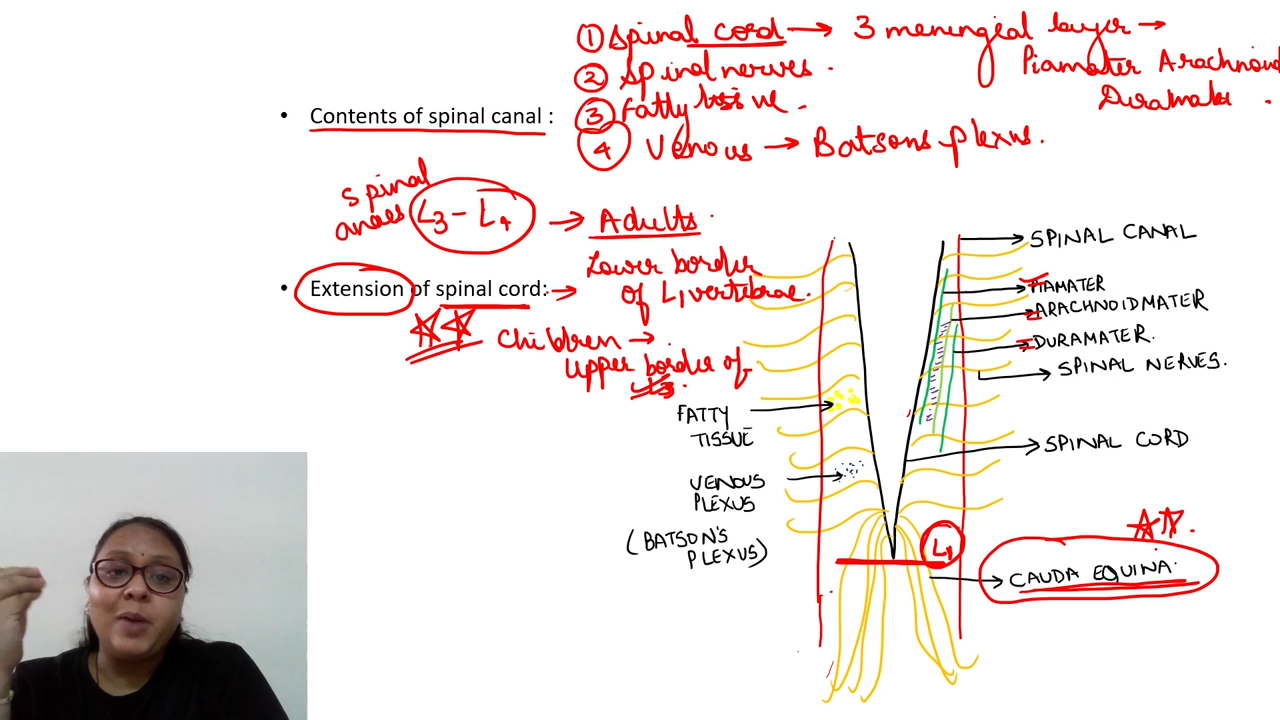 ① Spinal cord → 3 meningeal layer →
Piamater Arachnoid
Duramater.
② Spinal nerves.
③ Fatty tissue.
• Contents of spinal canal :
④ Venous → Batsons plexus.
Spinal
anaes L3 - L4 → Adults.
Lower border
of L1 vertebrae.
• Extension of spinal cord: →
Children →
upper border of
L3.
SPINAL CANAL
PIAMATER
ARACHNOIDMATER
DURAMATER.
SPINAL NERVES.
FATTY
TISSUE
SPINAL CORD
VENOUS
PLEXUS
(BATSON'S
PLEXUS)
L1
CAUDA EQUINA.